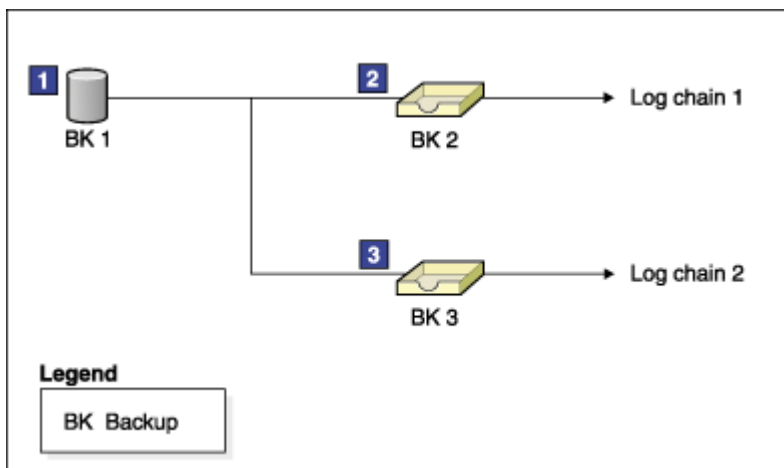 1
BK 1
2
BK 2
Log chain 1
3
BK 3
Log chain 2
Legend
BK Backup